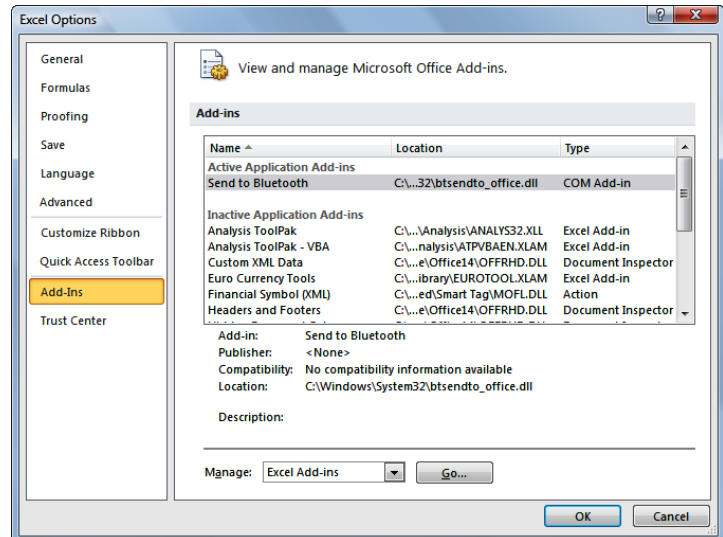 Excel Options
General
Formulas
Proofing
Save
Language
Advanced
Customize Ribbon
Quick Access Toolbar
Add-Ins
Trust Center
View and manage Microsoft Office Add-ins.
Add-ins
Name Location Type
Active Application Add-ins
Send to Bluetooth C:\...32\btsendto_office.dll COM Add-in
Inactive Application Add-ins
Analysis ToolPak C:\...\Analysis\ANALYS32.XLL Excel Add-in
Analysis ToolPak - VBA C:\...nalysis\ATPVBAEN.XLAM Excel Add-in
Custom XML Data C:\...e\Office14\OFFRHD.DLL Document Inspector
Euro Currency Tools C:\...ibrary\EUROTOOL.XLAM Excel Add-in
Financial Symbol (XML) C:\...ed\Smart Tag\MOFL.DLL Action
Headers and Footers C:\...e\Office14\OFFRHD.DLL Document Inspector
Add-in: Send to Bluetooth
Publisher: <None>
Compatibility: No compatibility information available
Location: C:\Windows\System32\btsendto_office.dll
Description:
Manage: Excel Add-ins Go...
OK Cancel